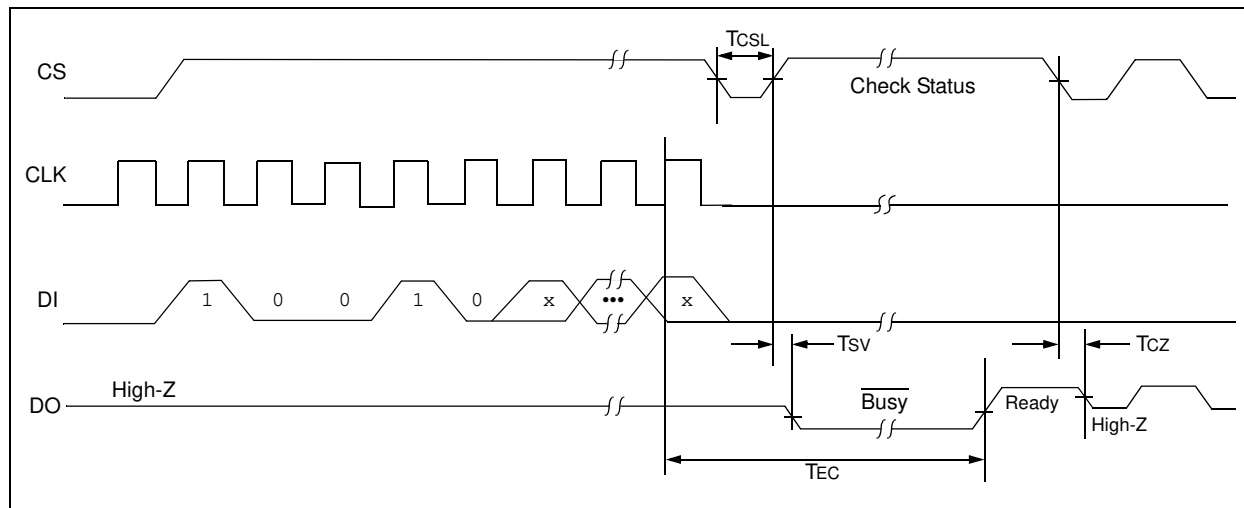 TCSL
CS
Check Status
CLK
DI
1 0 0 1 0 x ••• x
TSV
TCZ
High-Z
DO
Busy
Ready
High-Z
TEC